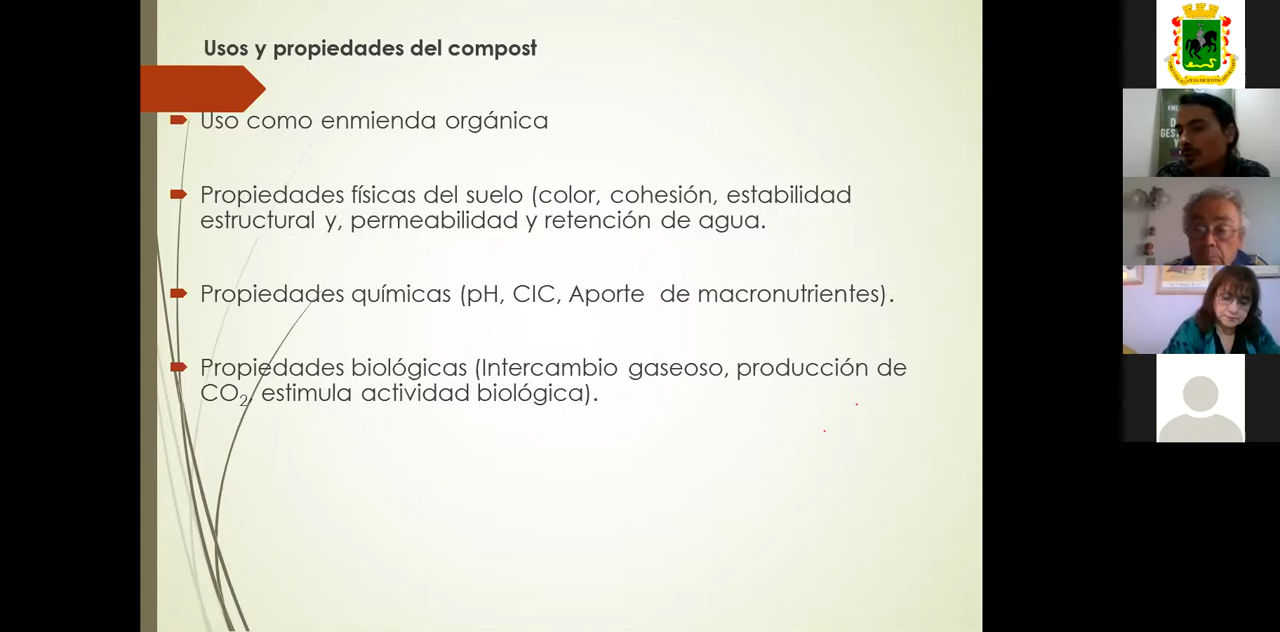 Usos y propiedades del compost
Uso como enmienda orgánica
Propiedades físicas del suelo (color, cohesión, estabilidad
estructural y, permeabilidad y retención de agua.
Propiedades químicas (pH, CIC, Aporte de macronutrientes).
Propiedades biológicas (Intercambio gaseoso, producción de
CO₂, estimula actividad biológica).